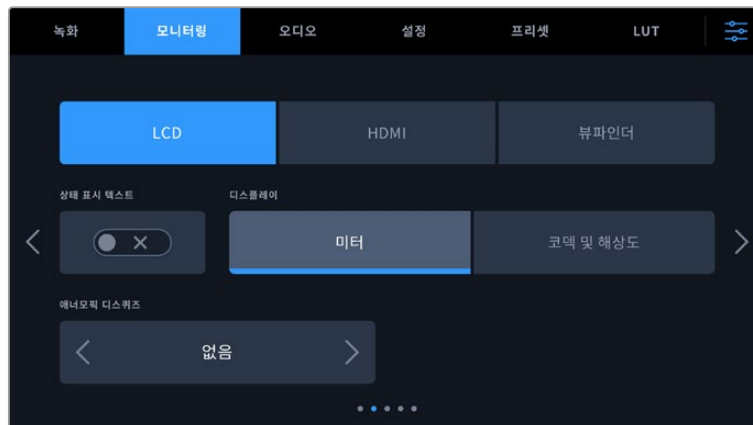 녹화 모니터링 오디오 설정 프리셋 LUT
LCD HDMI 뷰파인더
상태 표시 텍스트 디스플레이
미터 코덱 및 해상도
애너모픽 디스퀴즈
없음